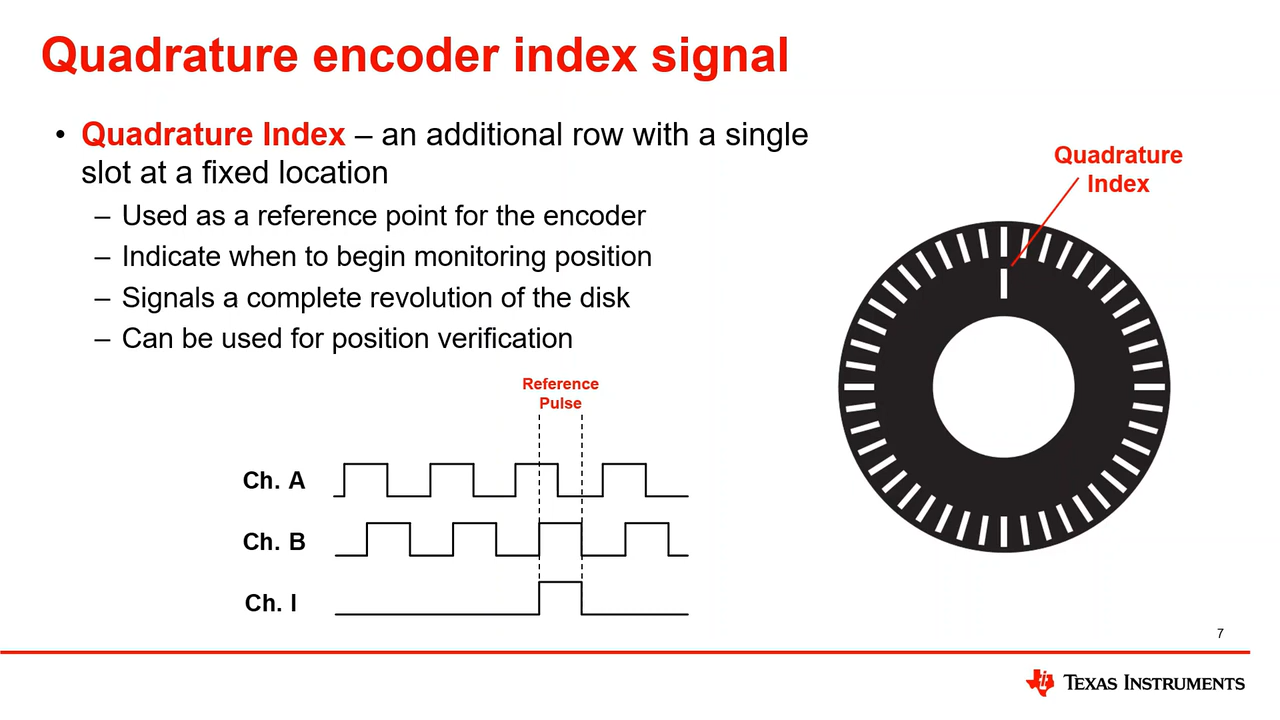 Quadrature encoder index signal
• Quadrature Index – an additional row with a single
slot at a fixed location
– Used as a reference point for the encoder
– Indicate when to begin monitoring position
– Signals a complete revolution of the disk
– Can be used for position verification
Quadrature
Index
Reference
Pulse
Ch. A
Ch. B
Ch. I
7
TEXAS INSTRUMENTS